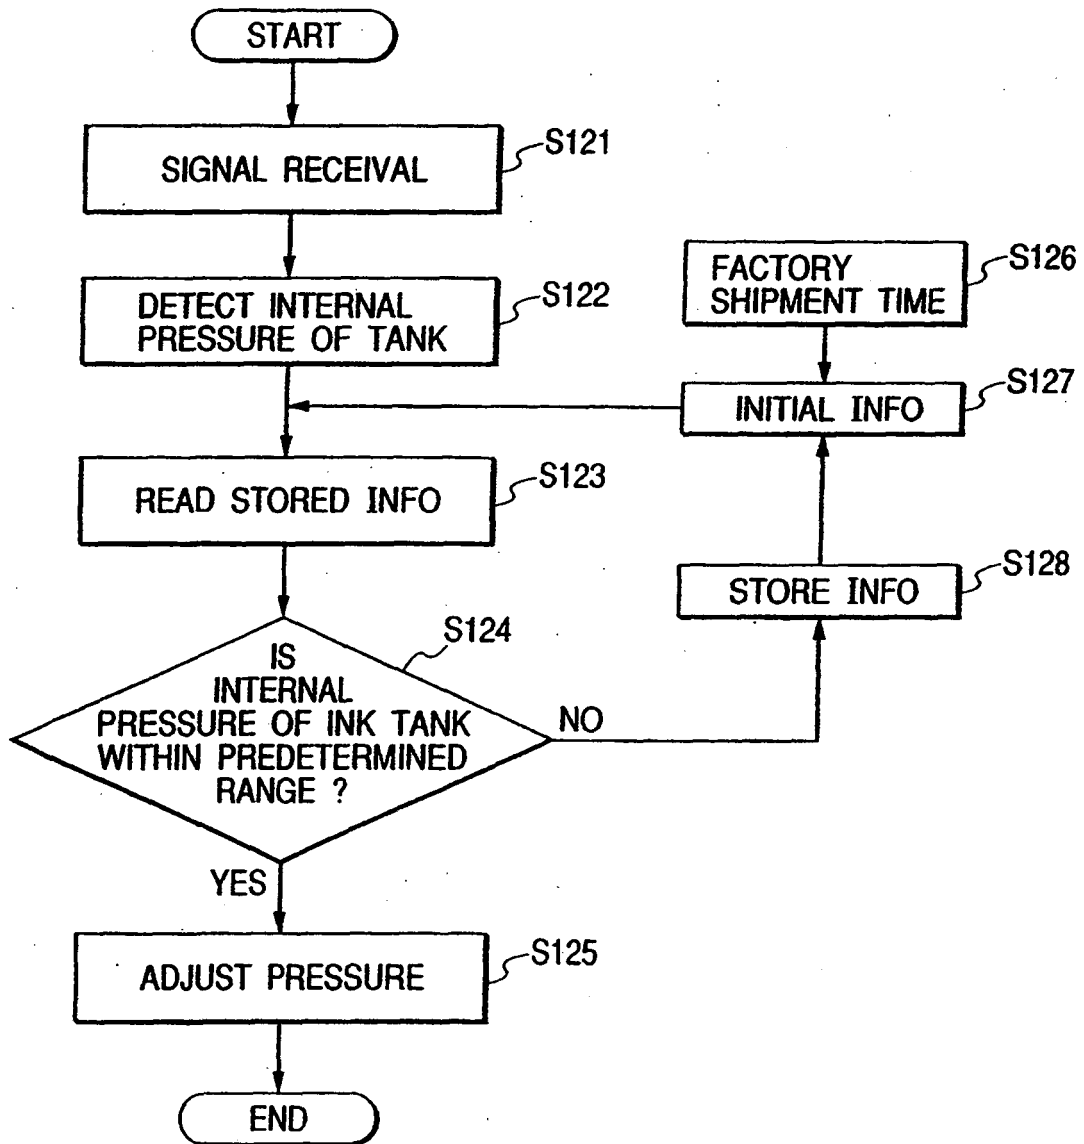 START
SIGNAL RECEIVAL
S121
DETECT INTERNAL
PRESSURE OF TANK
S122
FACTORY
SHIPMENT TIME
S126
INITIAL INFO
S127
READ STORED INFO
S123
STORE INFO
S128
IS
INTERNAL
PRESSURE OF INK TANK
WITHIN PREDETERMINED
RANGE ?
S124
NO
YES
ADJUST PRESSURE
S125
END